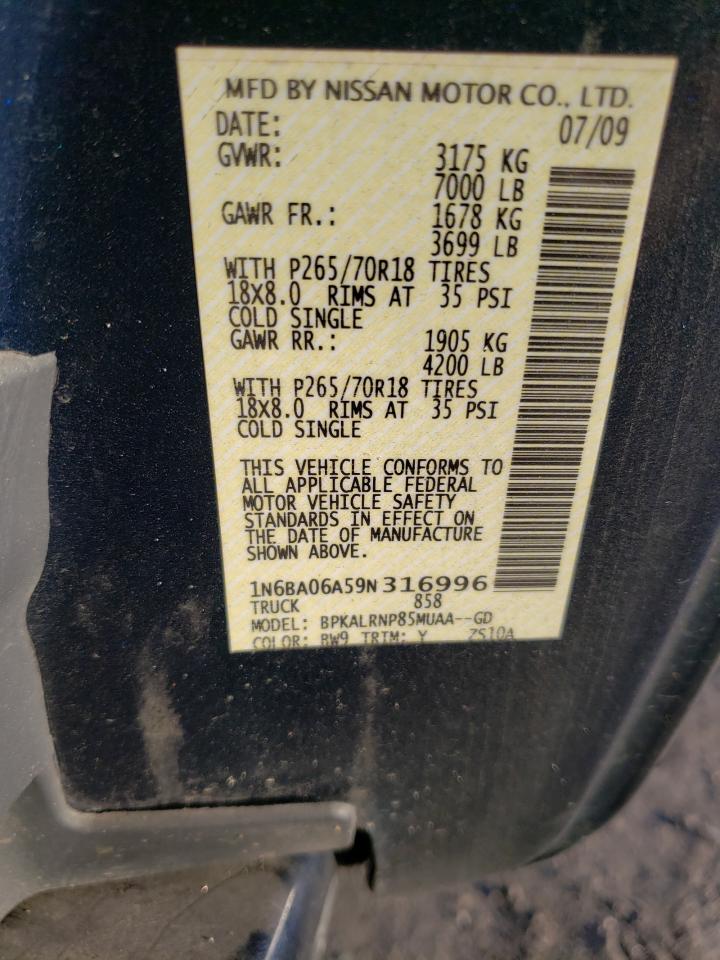 MFD BY NISSAN MOTOR CO., LTD.
DATE: 07/09
GVWR: 3175 KG
7000 LB
GAWR FR.: 1678 KG
3699 LB
WITH P265/70R18 TIRES
18X8.0 RIMS AT 35 PSI
COLD SINGLE
GAWR RR.: 1905 KG
4200 LB
WITH P265/70R18 TIRES
18X8.0 RIMS AT 35 PSI
COLD SINGLE
THIS VEHICLE CONFORMS TO
ALL APPLICABLE FEDERAL
MOTOR VEHICLE SAFETY
STANDARDS IN EFFECT ON
THE DATE OF MANUFACTURE
SHOWN ABOVE.
1N6BA06A59N316996
TRUCK 858
MODEL: BPKALRNP85MUAA--GD
COLOR: BW9 TRIM: Y ZS10A